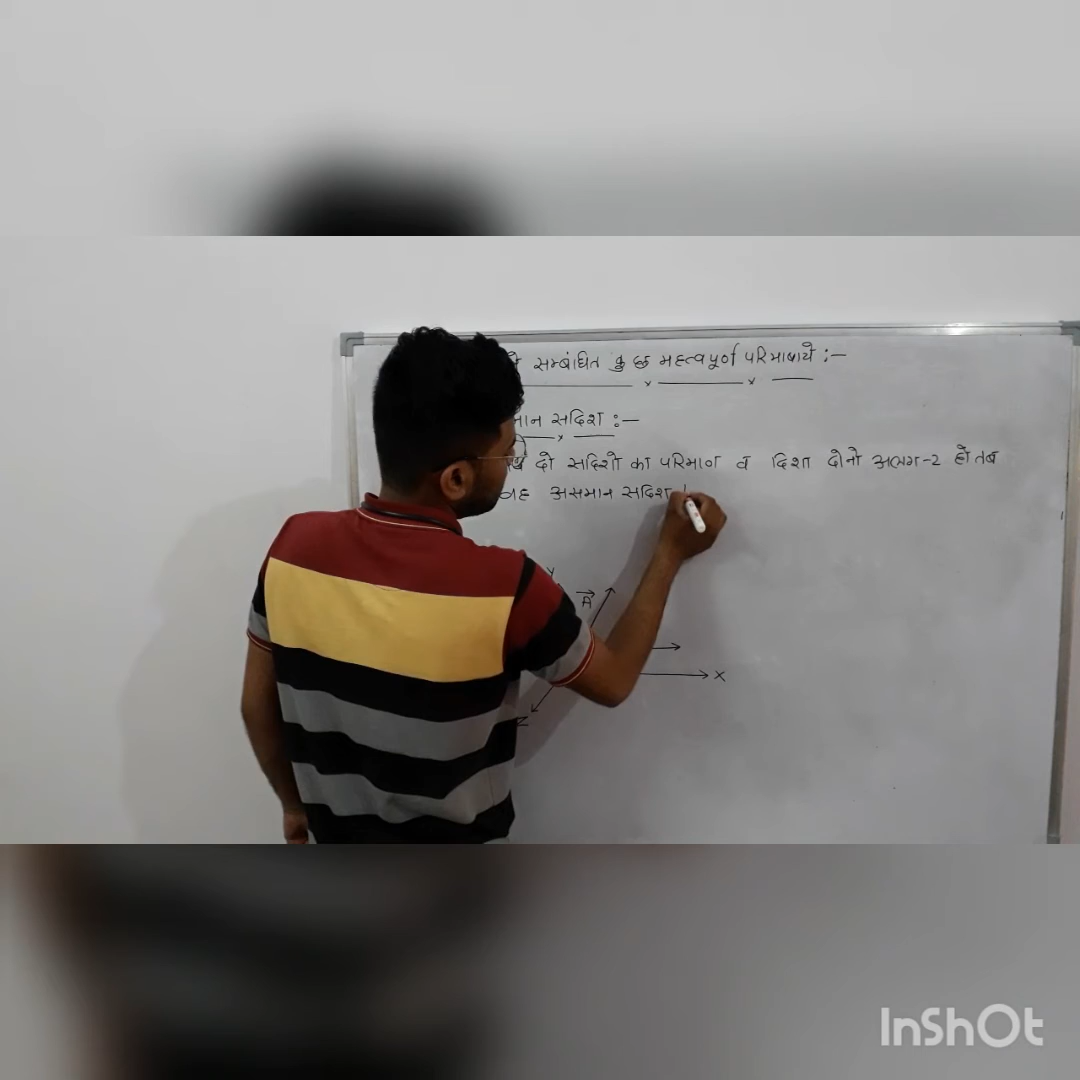 सम्बंधित कुछ महत्वपूर्ण परिभाषाये :-
मान सदिश :-
दो सदिशो का परिमाण व दिशा दोनो अलग-2 हो तब
वह असमान सदिश
Y
A
X
Z
InShOt